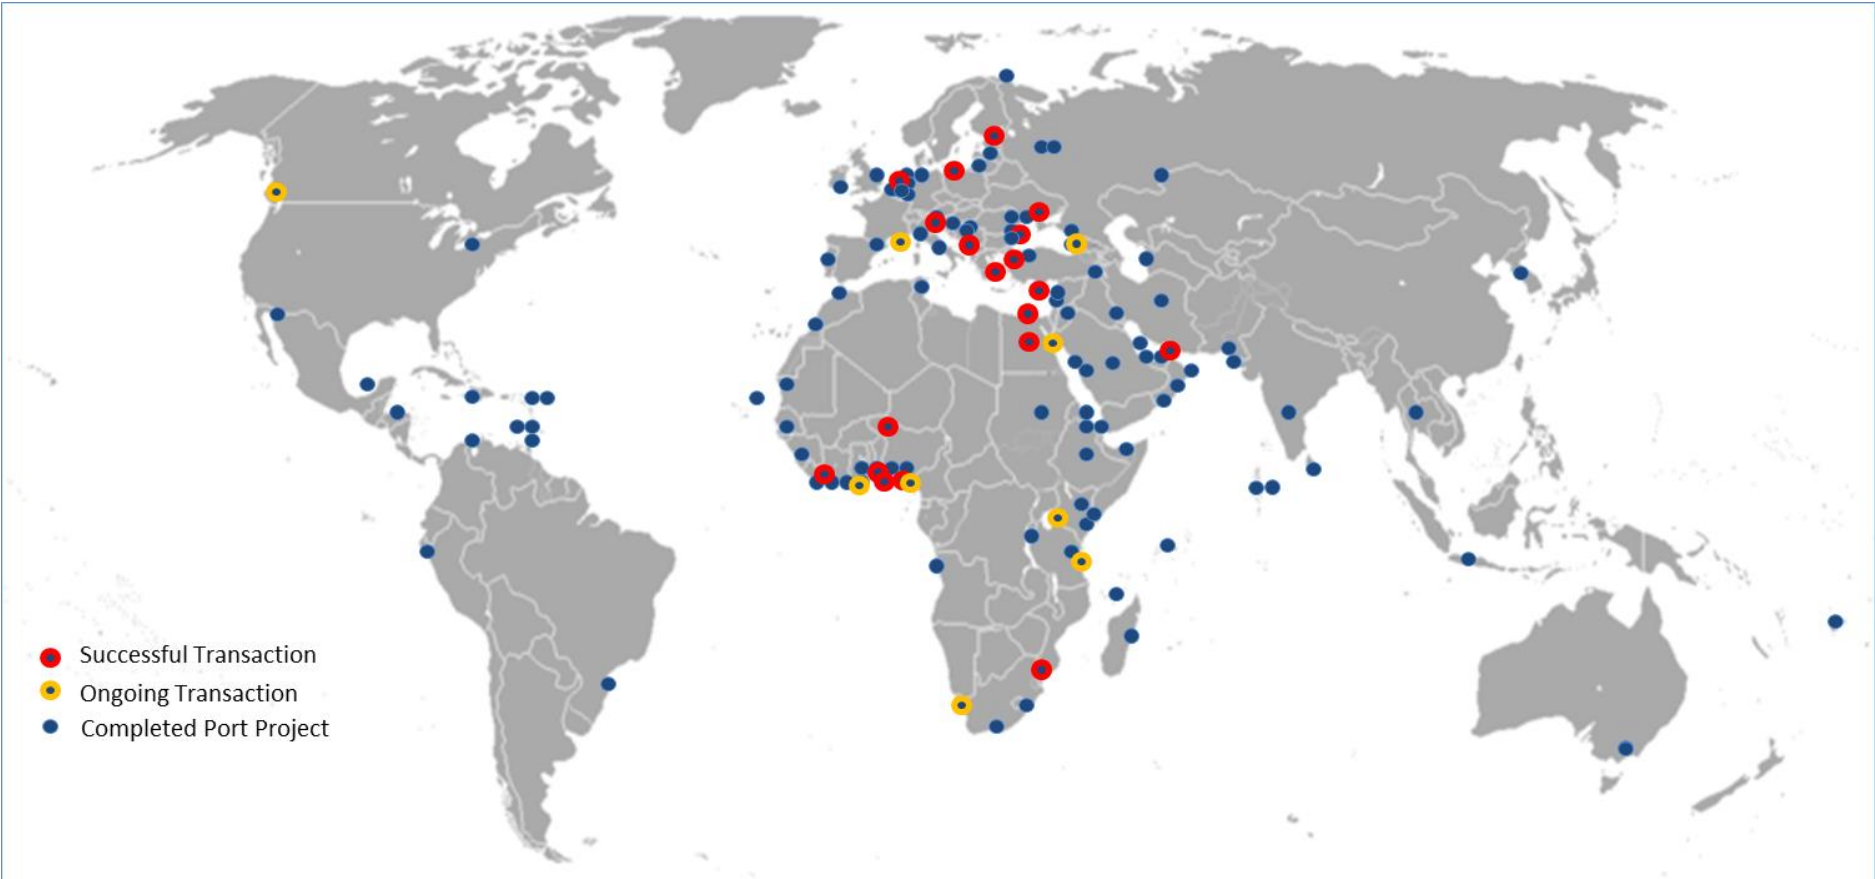 Successful Transaction
Ongoing Transaction
Completed Port Project